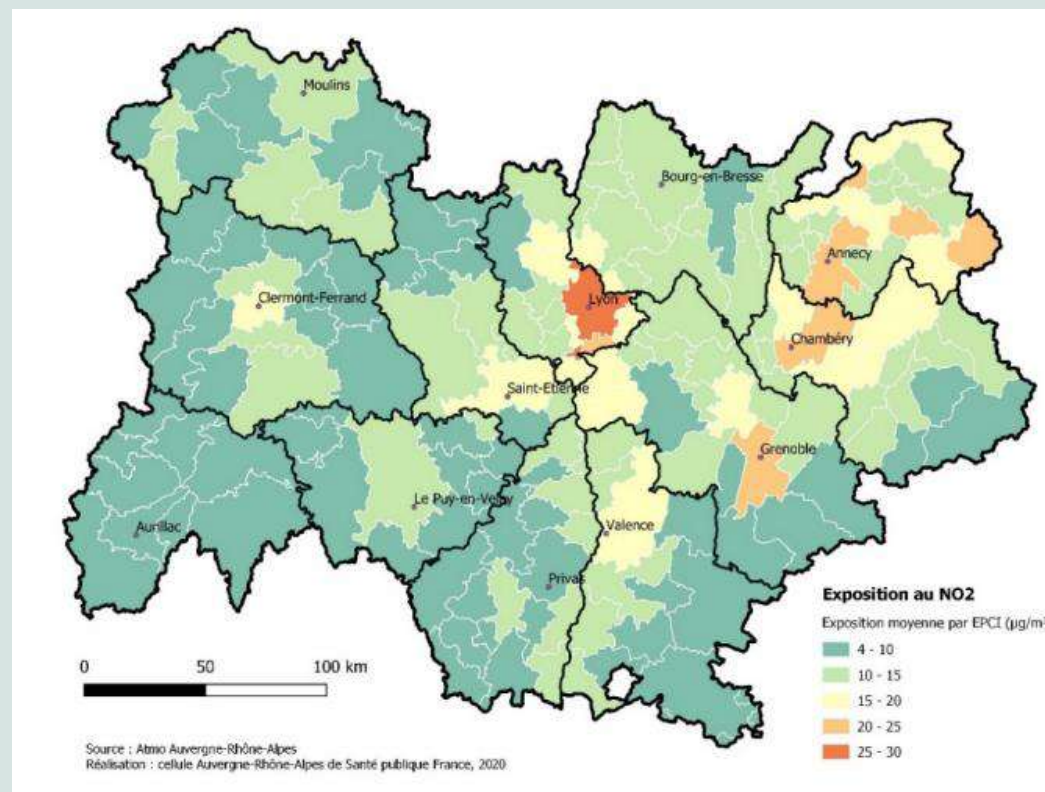 Moulins
Bourg-en-Bresse
Annecy
Clermont-Ferrand
Lyon
Chambéry
Saint-Etienne
Grenoble
Le Puy-en-Velay
Valence
Aurillac
Privas
Exposition au NO2
Exposition moyenne par EPCI (µg/m³
4 - 10
10 - 15
15 - 20
20 - 25
25 - 30
0 50 100 km
Source : Atmo Auvergne-Rhône-Alpes
Réalisation : cellule Auvergne-Rhône-Alpes de Santé publique France, 2020